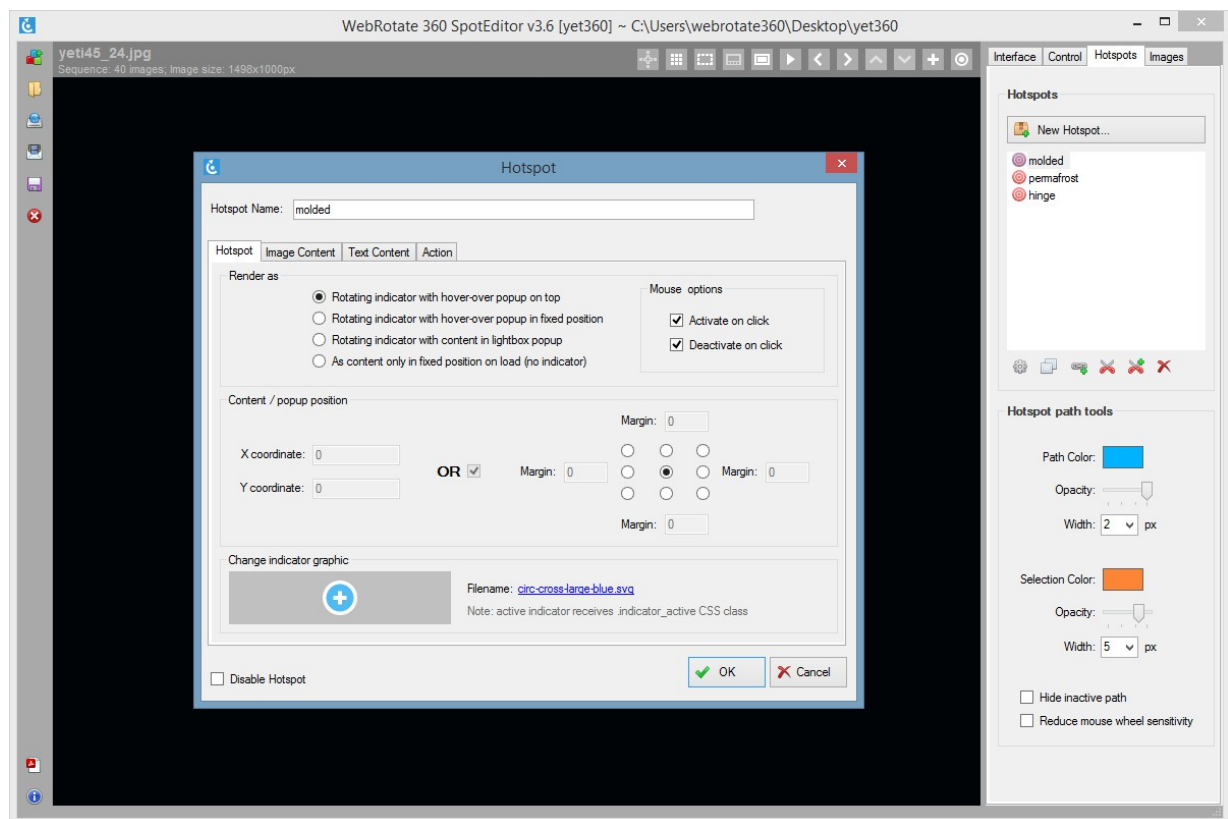 WebRotate 360 SpotEditor v3.6 [yet360] ~ C:\Users\webrotate360\Desktop\yet360
yeti45_24.jpg
Sequence: 40 images; Image size: 1498x1000px
Interface Control Hotspots Images
Hotspots
New Hotspot...
molded
permafrost
hinge
Hotspot
Hotspot Name: molded
Hotspot Image Content Text Content Action
Render as
Rotating indicator with hover-over popup on top
Rotating indicator with hover-over popup in fixed position
Rotating indicator with content in lightbox popup
As content only in fixed position on load (no indicator)
Mouse options
Activate on click
Deactivate on click
Content / popup position
Margin: 0
X coordinate: 0
Y coordinate: 0
OR
Margin: 0
Margin: 0
Margin: 0
Change indicator graphic
Filename: circ-cross-large-blue.svg
Note: active indicator receives .indicator_active CSS class
Disable Hotspot
OK
Cancel
Hotspot path tools
Path Color:
Opacity:
Width: 2 px
Selection Color:
Opacity:
Width: 5 px
Hide inactive path
Reduce mouse wheel sensitivity